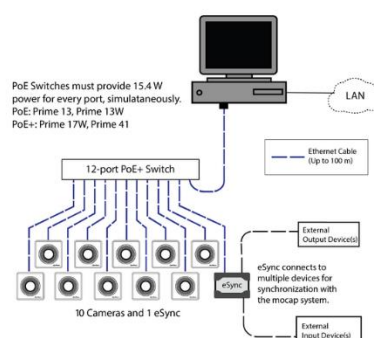 PoE Switches must provide 15.4 W
power for every port, simulataneously.
PoE: Prime 13, Prime 13W
PoE+: Prime 17W, Prime 41
LAN
Ethernet Cable
(Up to 100 m)
12-port PoE+ Switch
External
Output Device(s)
eSync
eSync connects to
multiple devices for
synchronization with
the mocap system.
10 Cameras and 1 eSync
External
Input Device(s)